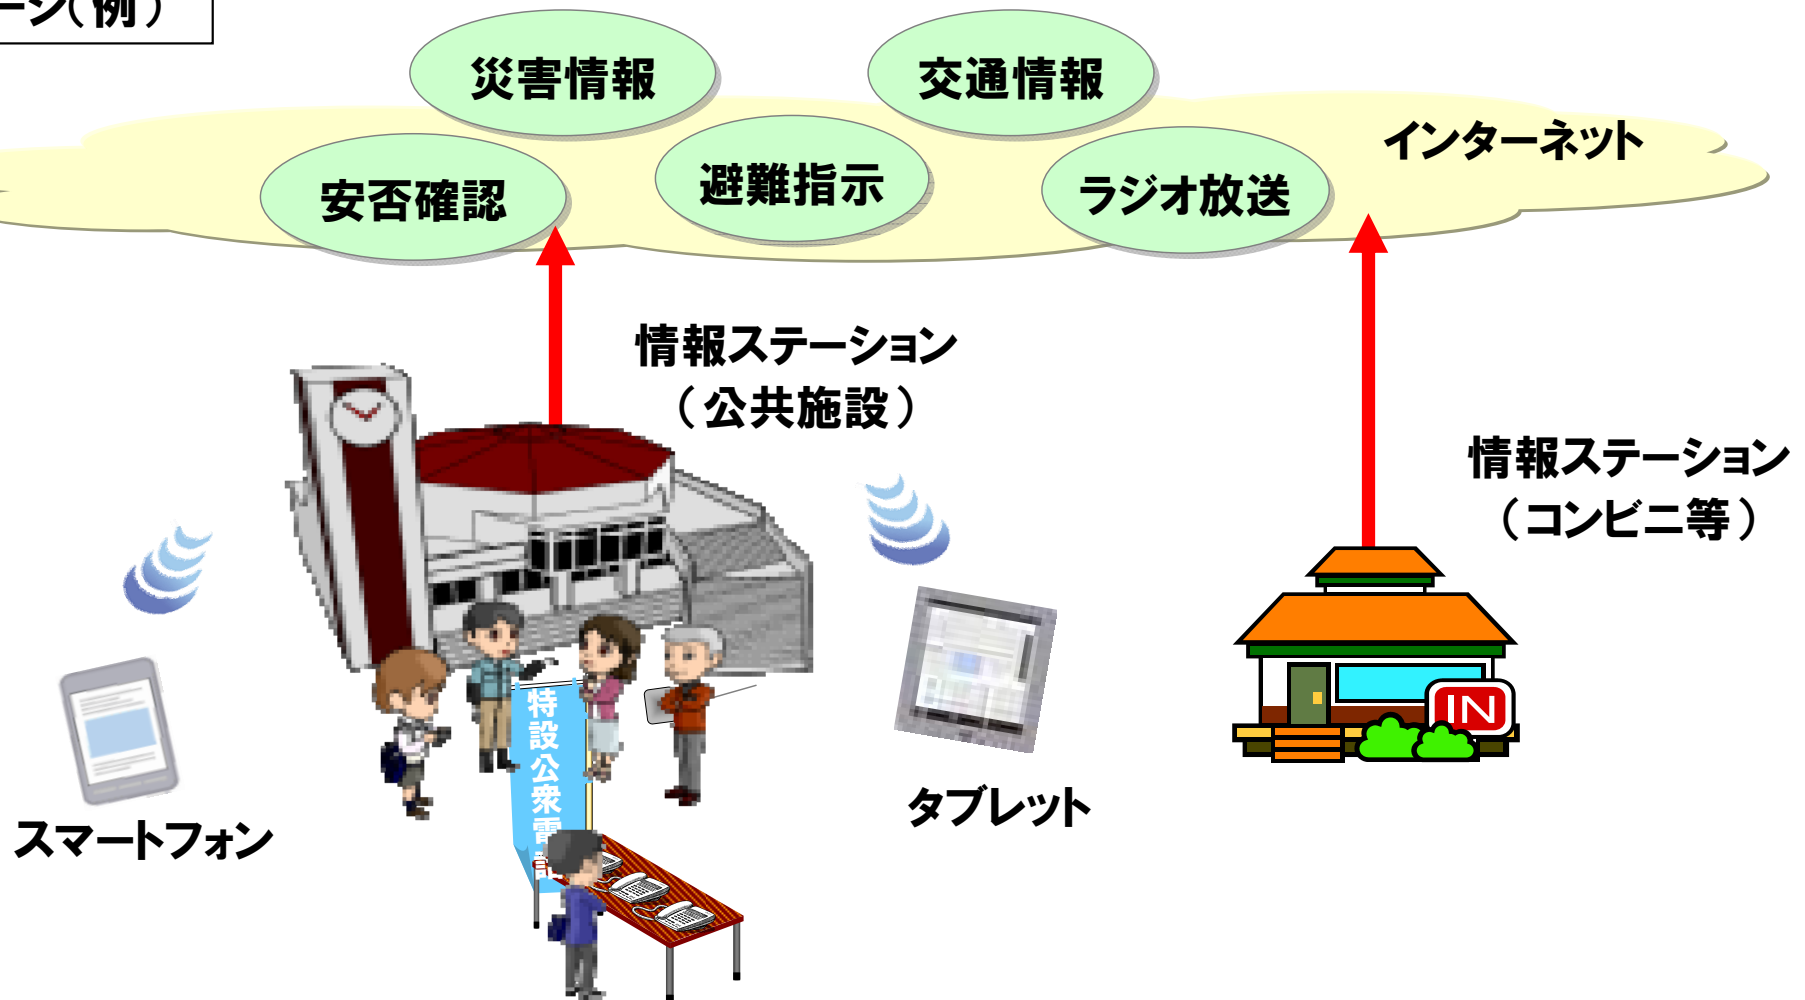 ージ（例）
災害情報
交通情報
インターネット
安否確認
避難指示
ラジオ放送
情報ステーション
（公共施設）
情報ステーション
（コンビニ等）
特設公衆電話
IN
タブレット
スマートフォン